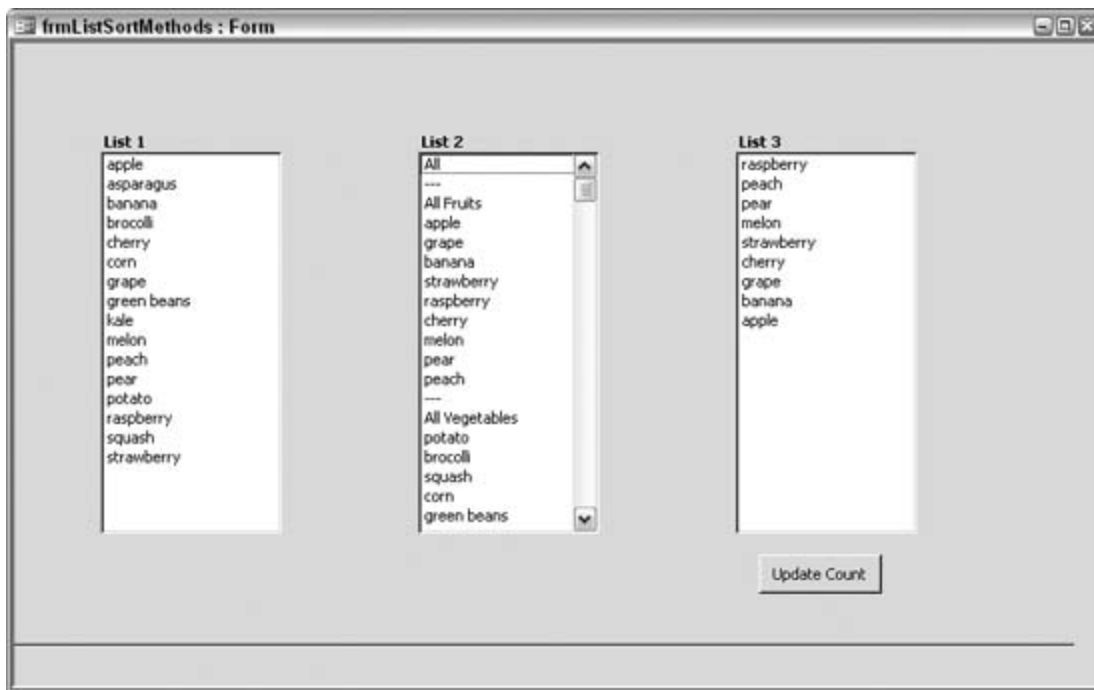 frmListSortMethods : Form
List 1
apple
asparagus
banana
brocolli
cherry
corn
grape
green beans
kale
melon
peach
pear
potato
raspberry
squash
strawberry
List 2
All
---
All Fruits
apple
grape
banana
strawberry
raspberry
cherry
melon
pear
peach
---
All Vegetables
potato
brocolli
squash
corn
green beans
List 3
raspberry
peach
pear
melon
strawberry
cherry
grape
banana
apple
Update Count